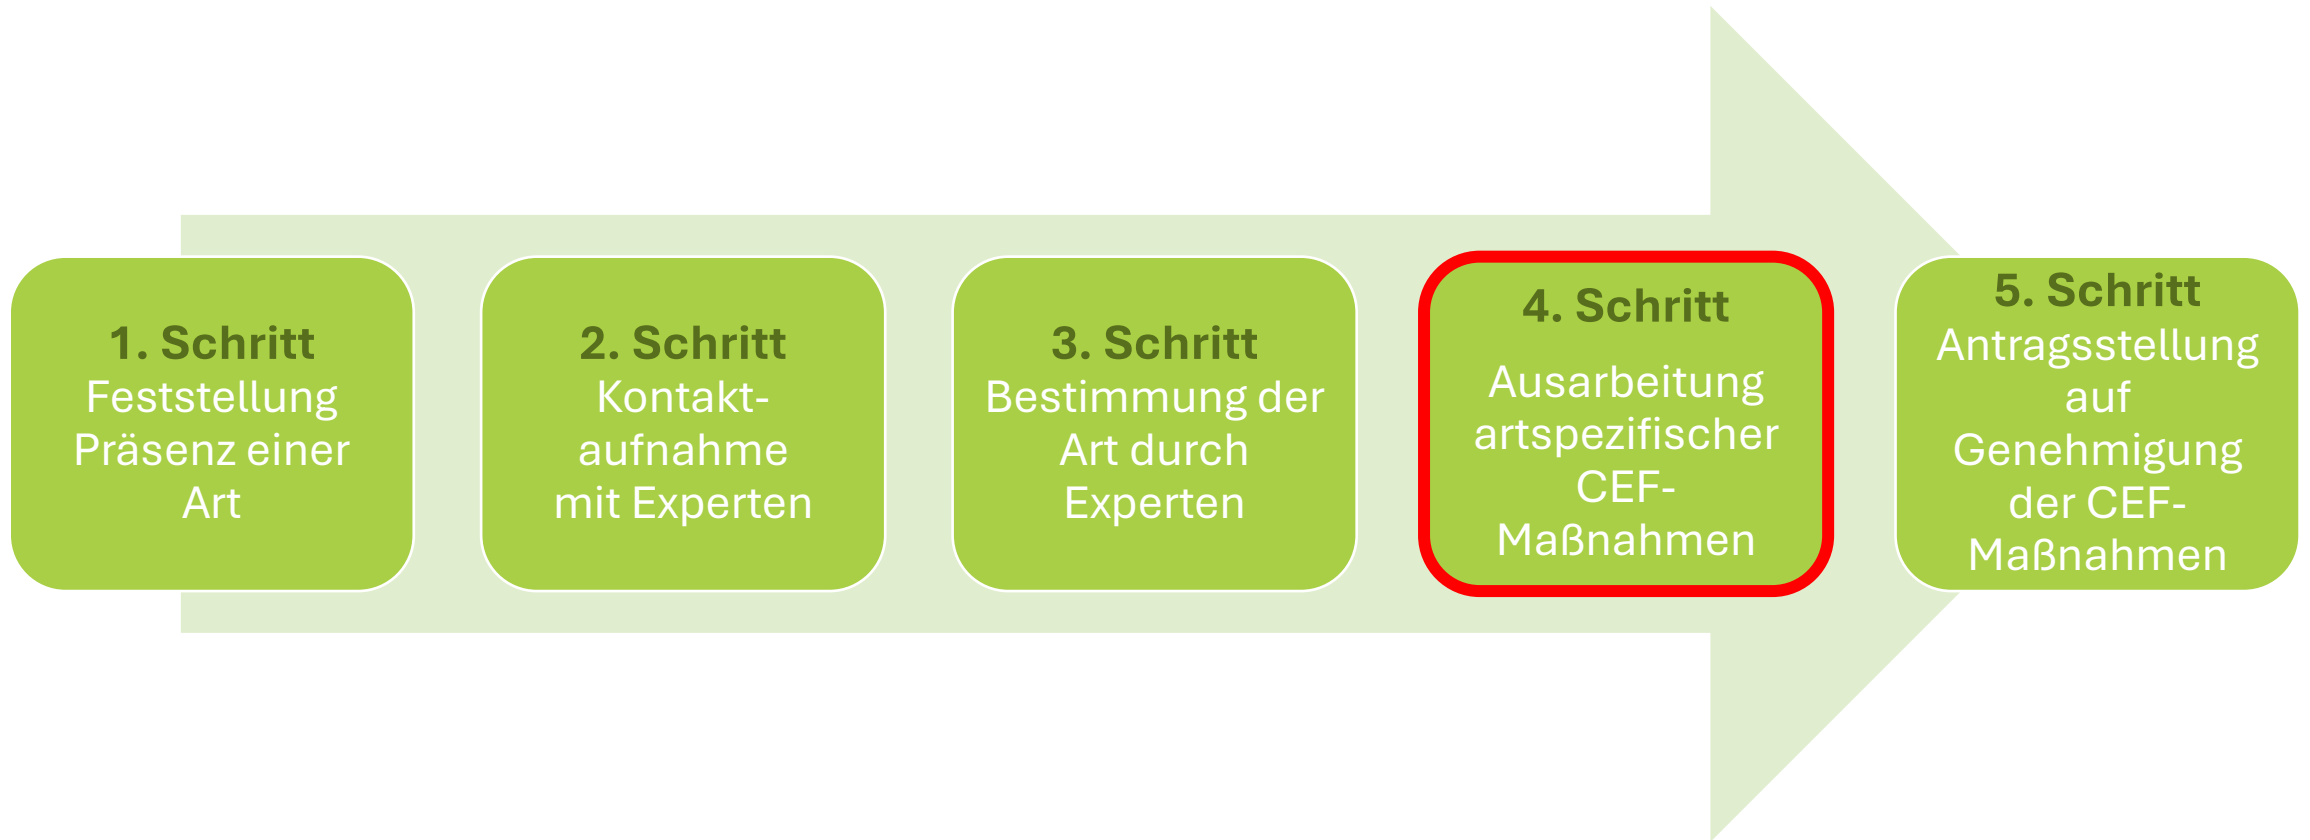 1. Schritt
Feststellung
Präsenz einer
Art
2. Schritt
Kontakt-
aufnahme
mit Experten
3. Schritt
Bestimmung der
Art durch
Experten
4. Schritt
Ausarbeitung
artspezifischer
CEF-
Maßnahmen
5. Schritt
Antragsstellung
auf
Genehmigung
der CEF-
Maßnahmen